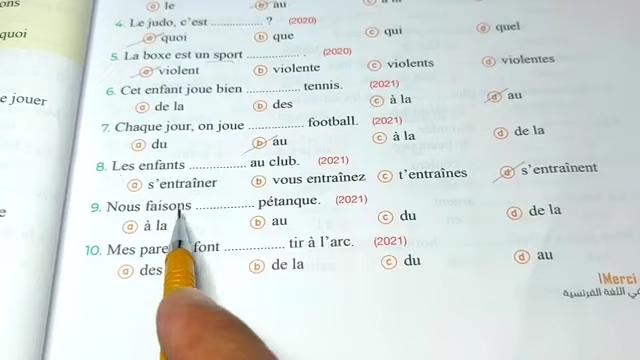 ons
quoi
e jouer
e
ⓐ le
ⓑ au
4. Le judo, c'est ................ ? (2020)
ⓐ quoi ⓑ que ⓒ qui ⓓ quel
5. La boxe est un sport ................ . (2020)
ⓐ violent ⓑ violente ⓒ violents ⓓ violentes
6. Cet enfant joue bien ................ tennis. (2021)
ⓐ de la ⓑ des ⓒ à la ⓓ au
7. Chaque jour, on joue ................ football. (2021)
ⓐ du ⓑ au ⓒ à la ⓓ de la
8. Les enfants ................ au club. (2021)
ⓐ s'entraîner ⓑ vous entraînez ⓒ t'entraînes ⓓ s'entraînent
9. Nous faisons ................ pétanque. (2021)
ⓐ à la ⓑ au ⓒ du ⓓ de la
10. Mes pare font ................ tir à l'arc. (2021)
ⓐ des ⓑ de la ⓒ du ⓓ au
Merci
في اللغة الفرنسية